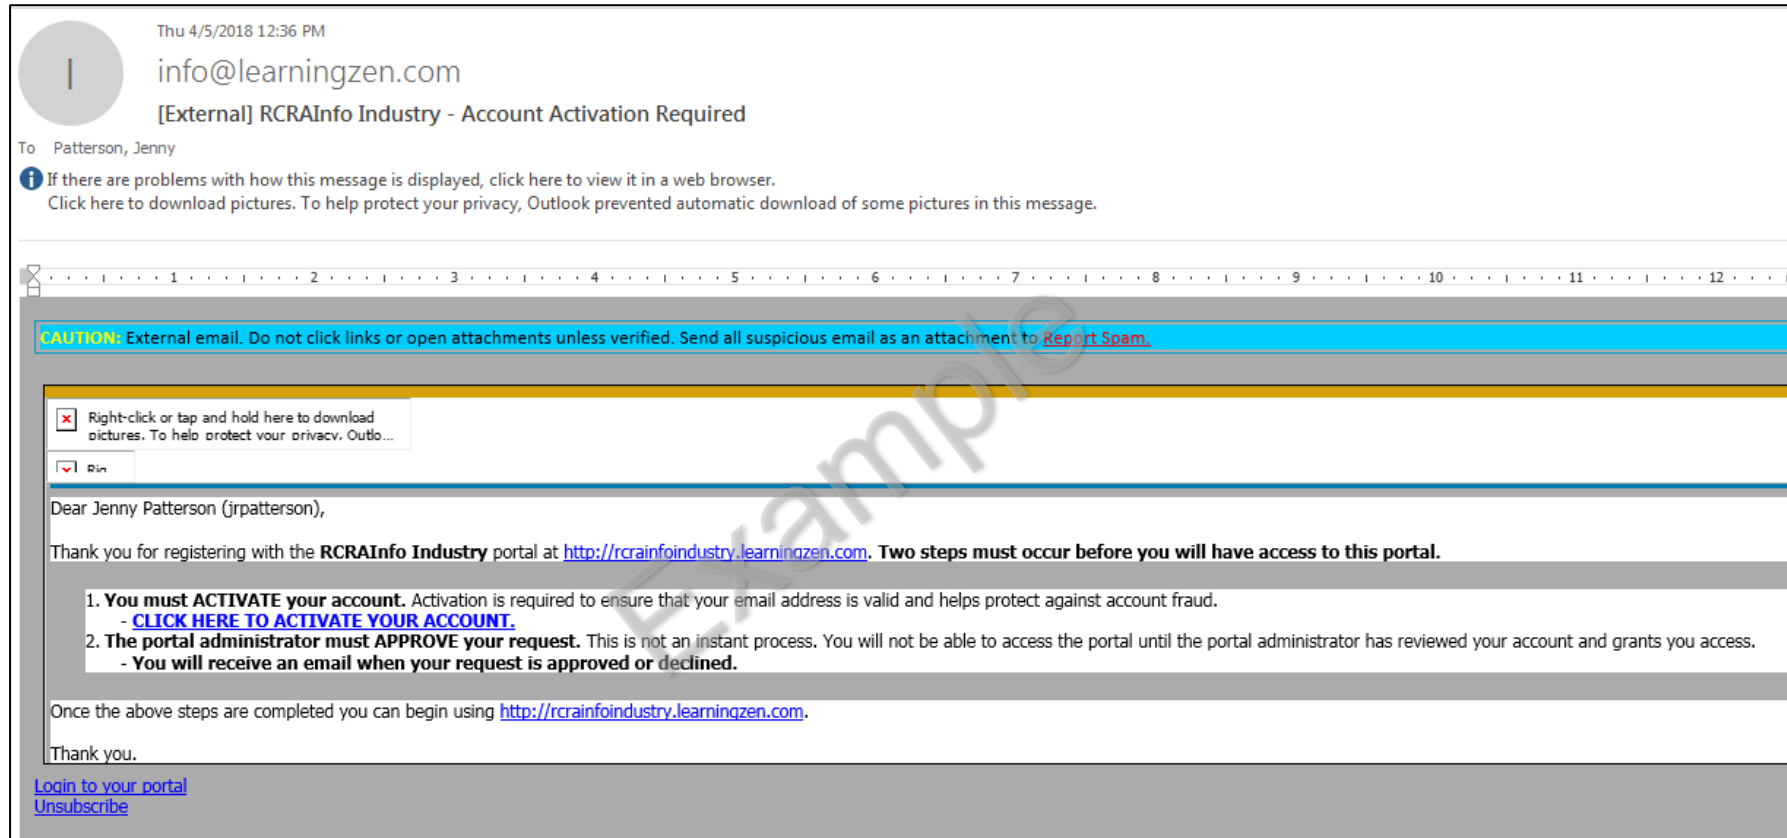 Thu 4/5/2018 12:36 PM
I
info@learningzen.com
[External] RCRAInfo Industry - Account Activation Required
To Patterson, Jenny
If there are problems with how this message is displayed, click here to view it in a web browser.
Click here to download pictures. To help protect your privacy, Outlook prevented automatic download of some pictures in this message.
1 2 3 4 5 6 7 8 9 10 11 12
CAUTION: External email. Do not click links or open attachments unless verified. Send all suspicious email as an attachment to Report Spam.
Right-click or tap and hold here to download
pictures. To help protect your privacy, Outlo...
Rig
Dear Jenny Patterson (jrpatterson),
Thank you for registering with the RCRAInfo Industry portal at http://rcrainfoindustry.learningzen.com. Two steps must occur before you will have access to this portal.
1. You must ACTIVATE your account. Activation is required to ensure that your email address is valid and helps protect against account fraud.
- CLICK HERE TO ACTIVATE YOUR ACCOUNT.
2. The portal administrator must APPROVE your request. This is not an instant process. You will not be able to access the portal until the portal administrator has reviewed your account and grants you access.
- You will receive an email when your request is approved or declined.
Once the above steps are completed you can begin using http://rcrainfoindustry.learningzen.com.
Thank you.
Login to your portal
Unsubscribe
Example